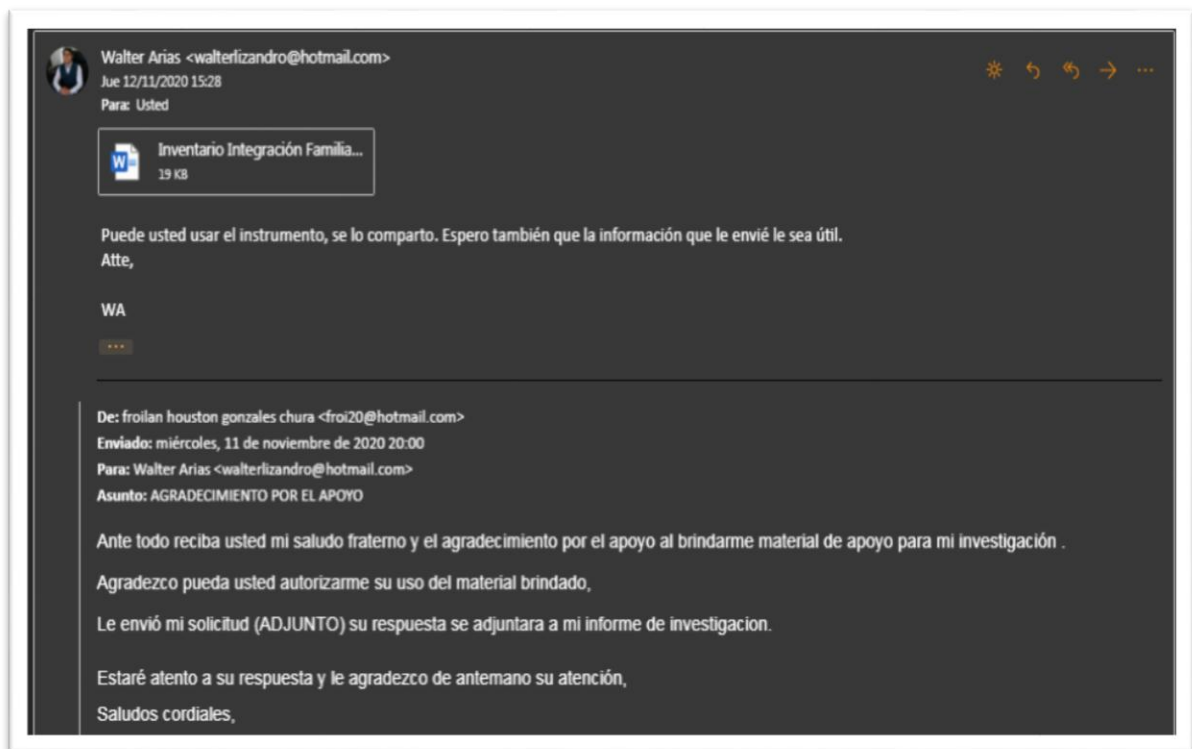 Walter Arias <walterlizandro@hotmail.com>
Jue 12/11/2020 15:28
Para: Usted
Inventario Integración Familia...
19 KB
Puede usted usar el instrumento, se lo comparto. Espero también que la información que le envié le sea útil.
Atte,
WA
...
De: froilan houston gonzales chura <froi20@hotmail.com>
Enviado: miércoles, 11 de noviembre de 2020 20:00
Para: Walter Arias <walterlizandro@hotmail.com>
Asunto: AGRADECIMIENTO POR EL APOYO
Ante todo reciba usted mi saludo fraterno y el agradecimiento por el apoyo al brindarme material de apoyo para mi investigación .
Agradezco pueda usted autorizarme su uso del material brindado,
Le envió mi solicitud (ADJUNTO) su respuesta se adjuntara a mi informe de investigacion.
Estaré atento a su respuesta y le agradezco de antemano su atención,
Saludos cordiales,